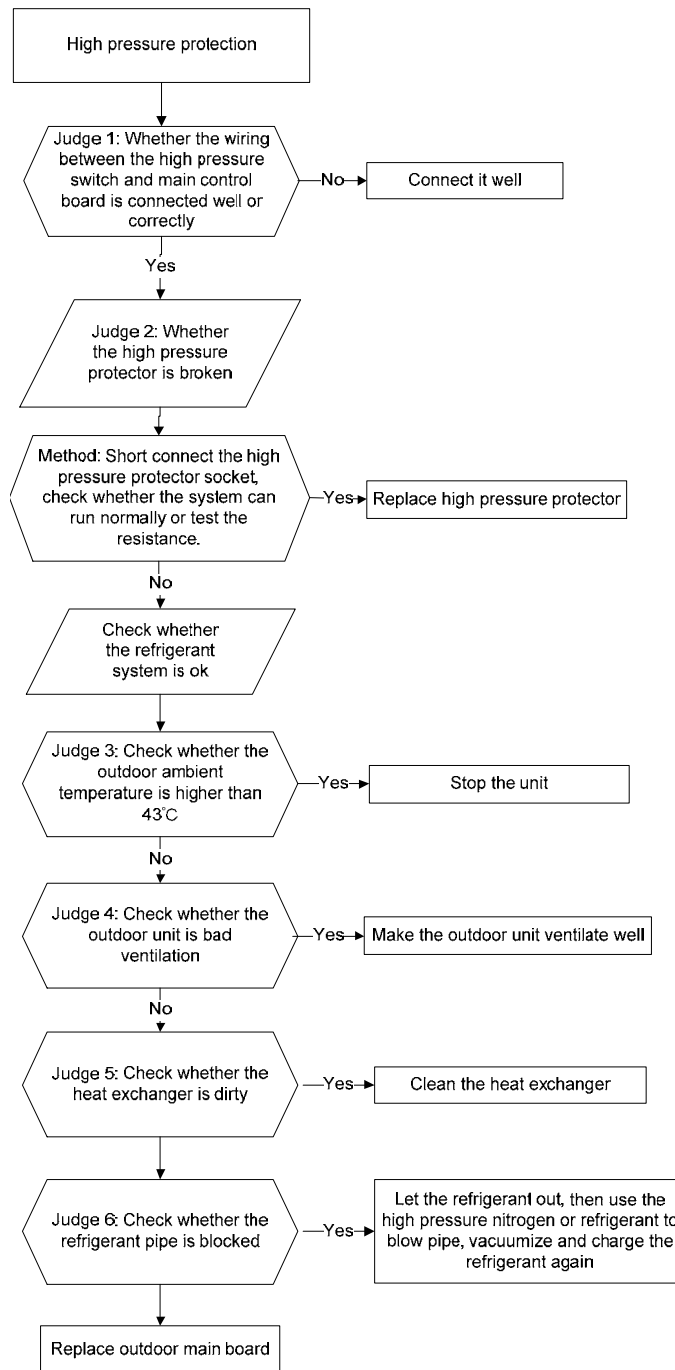 High pressure protection
Judge 1: Whether the wiring
between the high pressure
switch and main control
board is connected well or
correctly
No
Connect it well
Yes
Judge 2: Whether
the high pressure
protector is broken
Method: Short connect the high
pressure protector socket,
check whether the system can
run normally or test the
resistance.
Yes
Replace high pressure protector
No
Check whether
the refrigerant
system is ok
Judge 3: Check whether the
outdoor ambient
temperature is higher than
43℃
Yes
Stop the unit
No
Judge 4: Check whether the
outdoor unit is bad
ventilation
Yes
Make the outdoor unit ventilate well
No
Judge 5: Check whether the
heat exchanger is dirty
Yes
Clean the heat exchanger
Judge 6: Check whether the
refrigerant pipe is blocked
Yes
Let the refrigerant out, then use the
high pressure nitrogen or refrigerant to
blow pipe, vacuumize and charge the
refrigerant again
Replace outdoor main board